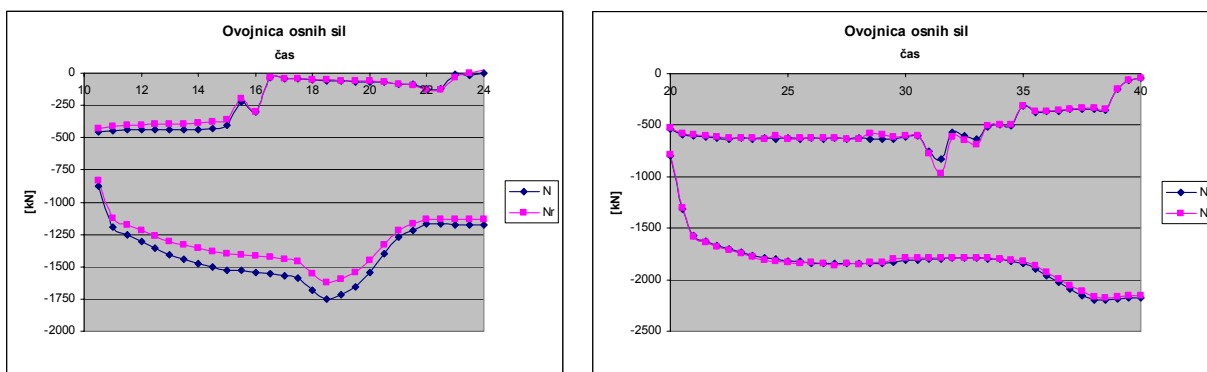 Ovojnica osnih sil
čas
0
10 12 14 16 18 20 22 24
-250
-500
-750
-1000
-1250
-1500
-1750
-2000
[kN]
N
Nr
Ovojnica osnih sil
čas
0
20 25 30 35 40
-500
-1000
-1500
-2000
-2500
[kN]
N
N